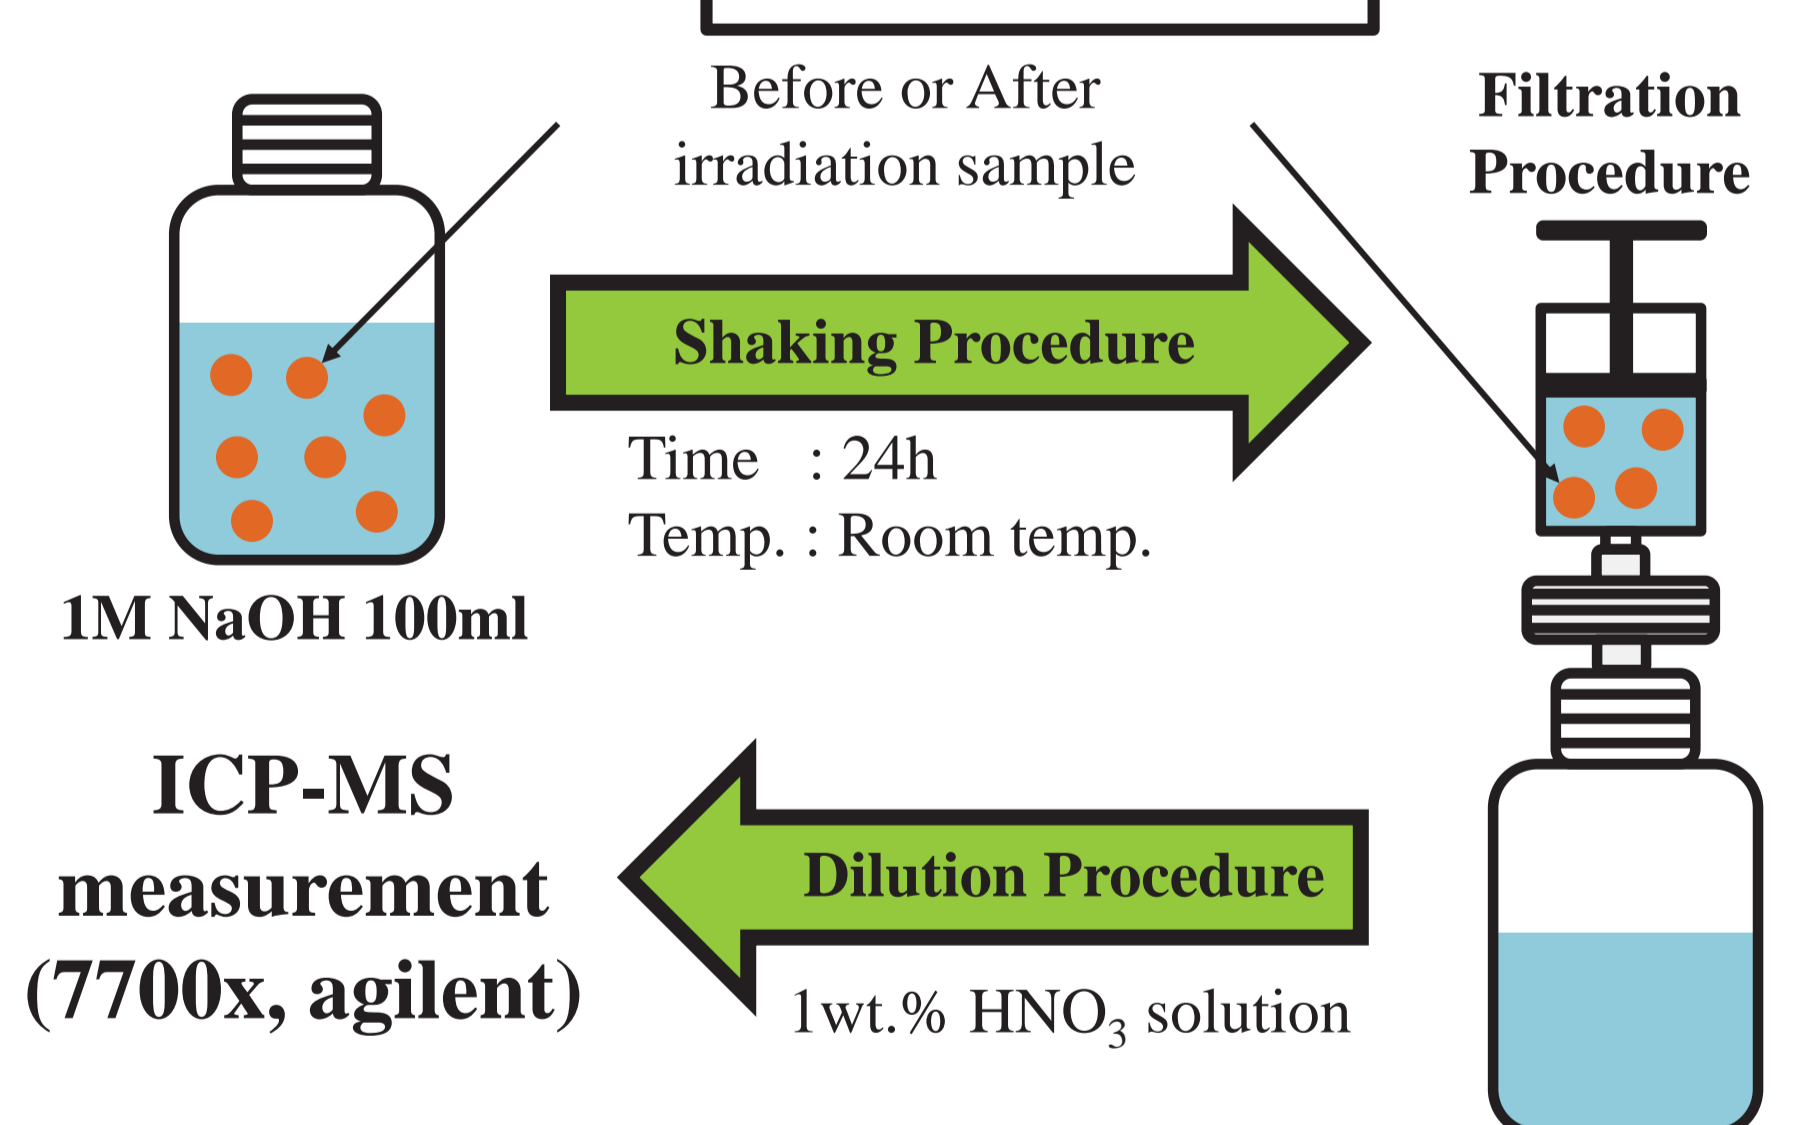 Before or After
irradiation sample
Filtration
Procedure
Shaking Procedure
Time : 24h
Temp. : Room temp.
1M NaOH 100ml
ICP-MS
measurement
(7700x, agilent)
Dilution Procedure
1wt.% HNO₃ solution